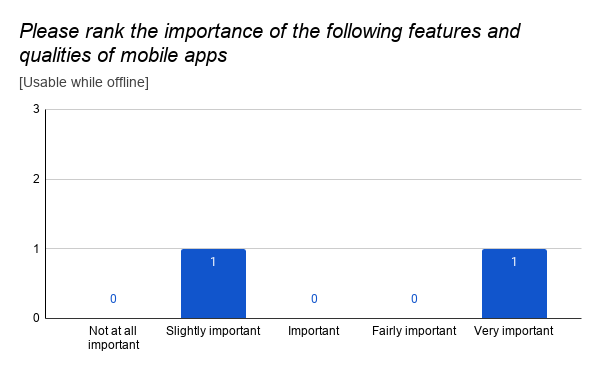 Please rank the importance of the following features and
qualities of mobile apps
[Usable while offline]
3
2
1
0
0
1
0
0
1
Not at all
important
Slightly important
Important
Fairly important
Very important